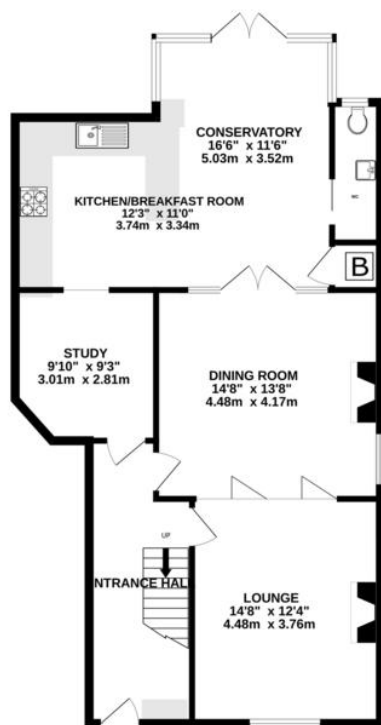 CONSERVATORY
16'6" x 11'6"
5.03m x 3.52m
WC
KITCHEN/BREAKFAST ROOM
12'3" x 11'0"
3.74m x 3.34m
B
STUDY
9'10" x 9'3"
3.01m x 2.81m
DINING ROOM
14'8" x 13'8"
4.48m x 4.17m
UP
NTRANCE HAL
LOUNGE
14'8" x 12'4"
4.48m x 3.76m